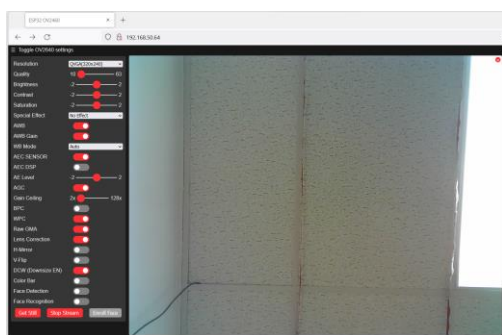 ESP32 OV2640
192.168.50.64
Toggle OV2640 settings
Resolution QVGA(320x240)
Quality 10 63
Brightness -2 2
Contrast -2 2
Saturation -2 2
Special Effect No Effect
AWB
AWB Gain
WB Mode Auto
AEC SENSOR
AEC DSP
AE Level -2 2
AGC
Gain Ceiling 2x 128x
BPC
WPC
Raw GMA
Lens Correction
H-Mirror
V-Flip
DCW (Downsize EN)
Color Bar
Face Detection
Face Recognition
Get Still Stop Stream Enroll Face